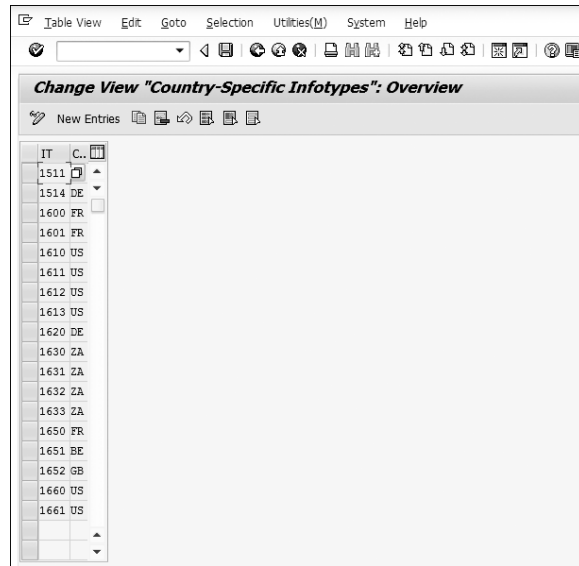 Table View Edit Goto Selection Utilities(M) System Help
Change View "Country-Specific Infotypes": Overview
New Entries
IT C..
1511
1514 DE
1600 FR
1601 FR
1610 US
1611 US
1612 US
1613 US
1620 DE
1630 ZA
1631 ZA
1632 ZA
1633 ZA
1650 FR
1651 BE
1652 GB
1660 US
1661 US